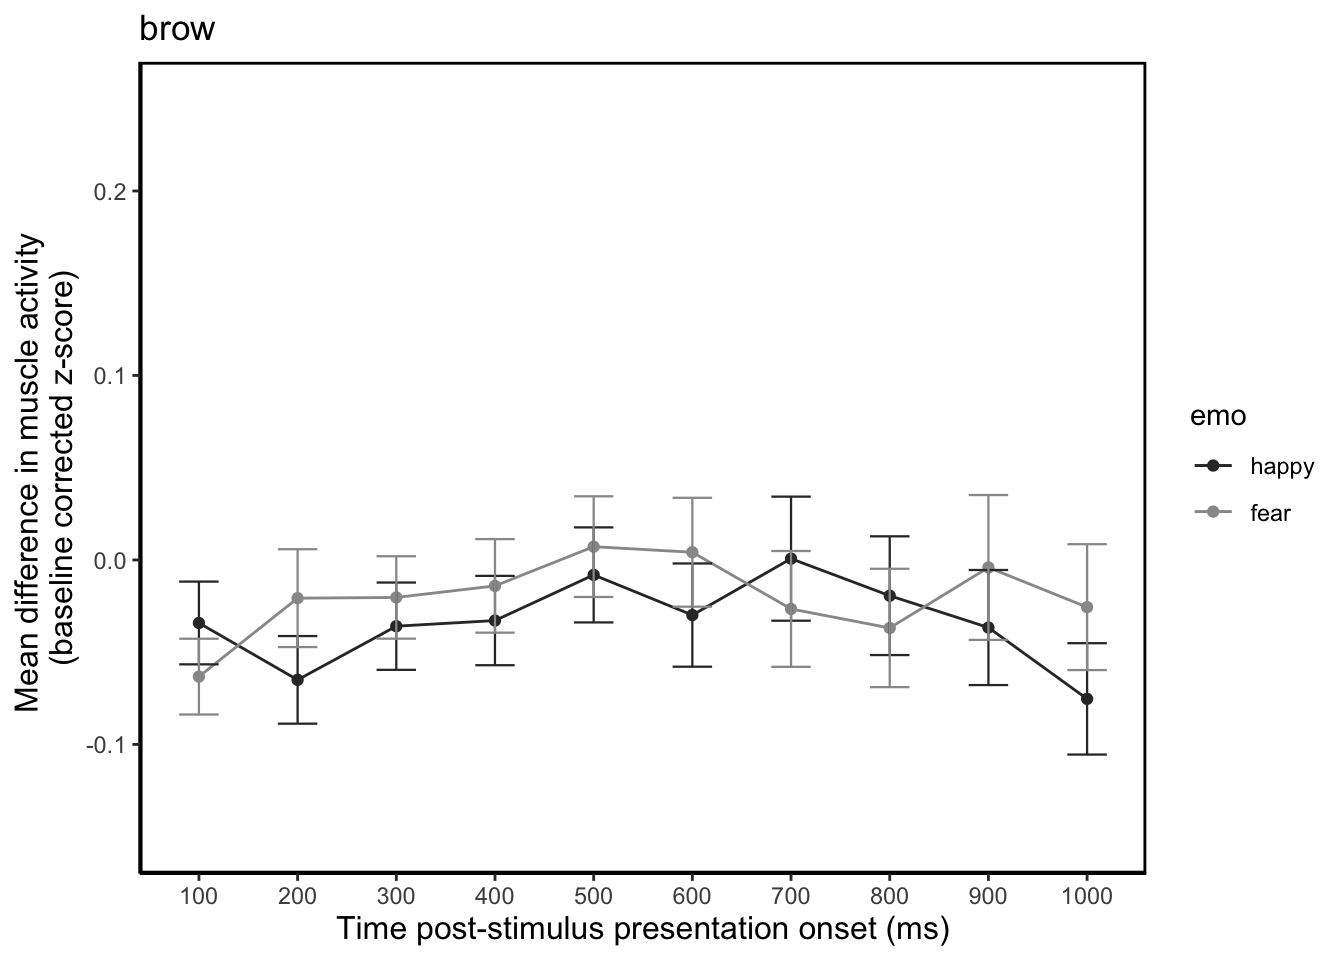 brow
Mean difference in muscle activity
(baseline corrected z-score)
0.2
0.1
0.0
-0.1
100 200 300 400 500 600 700 800 900 1000
Time post-stimulus presentation onset (ms)
emo
happy
fear